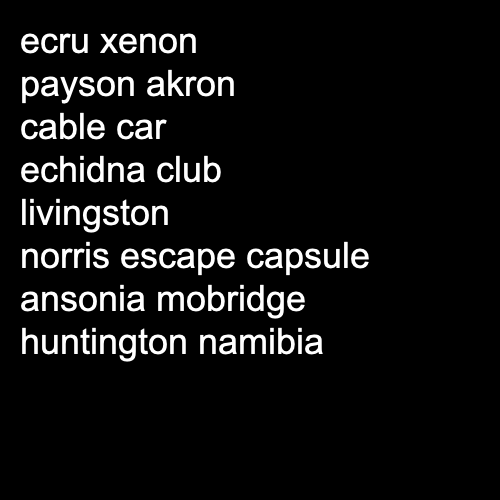 ecru xenon
payson akron
cable car
echidna club
livingston
norris escape capsule
ansonia mobridge
huntington namibia